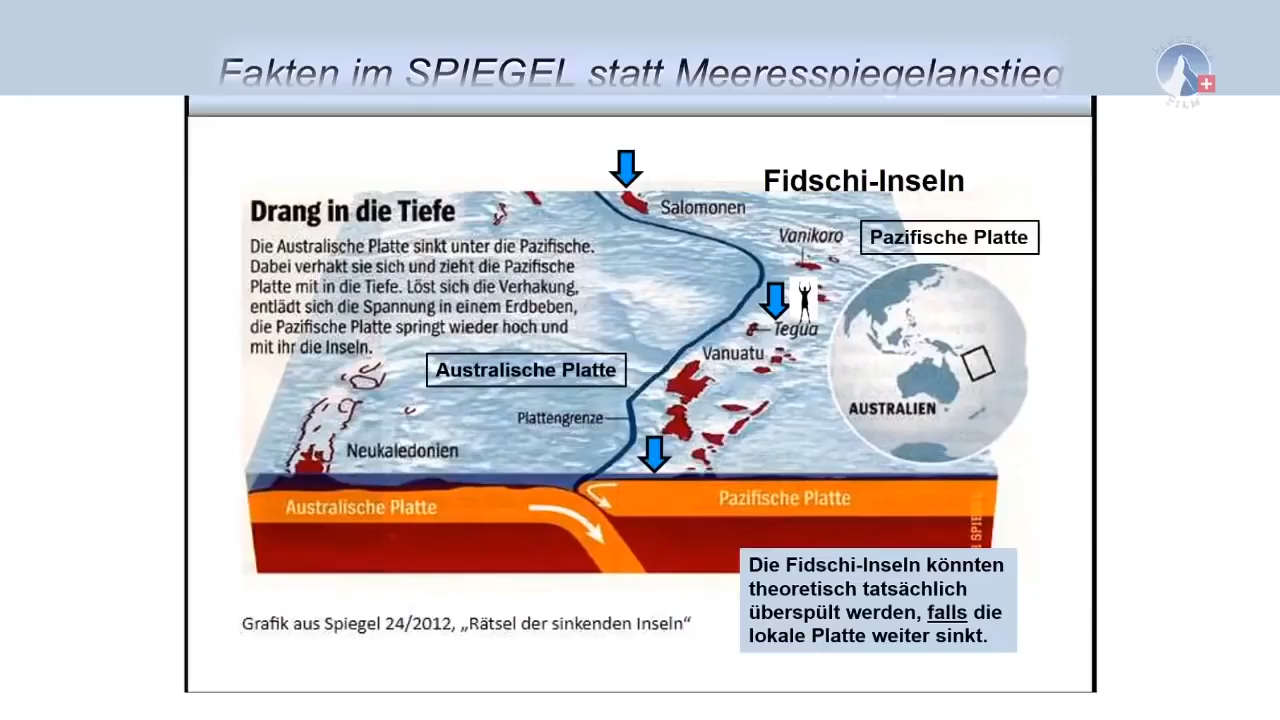 Fakten im SPIEGEL statt Meeresspiegelanstieg
Fidschi-Inseln
Drang in die Tiefe
Die Australische Platte sinkt unter die Pazifische.
Dabei verhakt sie sich und zieht die Pazifische
Platte mit in die Tiefe. Löst sich die Verhakung,
entlädt sich die Spannung in einem Erdbeben,
die Pazifische Platte springt wieder hoch und
mit ihr die Inseln.
Salomonen
Vanikoro
Pazifische Platte
Tegua
Vanuatu
Australische Platte
AUSTRALIEN
Plattengrenze
Neukaledonien
Australische Platte
Pazifische Platte
Die Fidschi-Inseln könnten
theoretisch tatsächlich
überspült werden, falls die
lokale Platte weiter sinkt.
Grafik aus Spiegel 24/2012, „Rätsel der sinkenden Inseln“